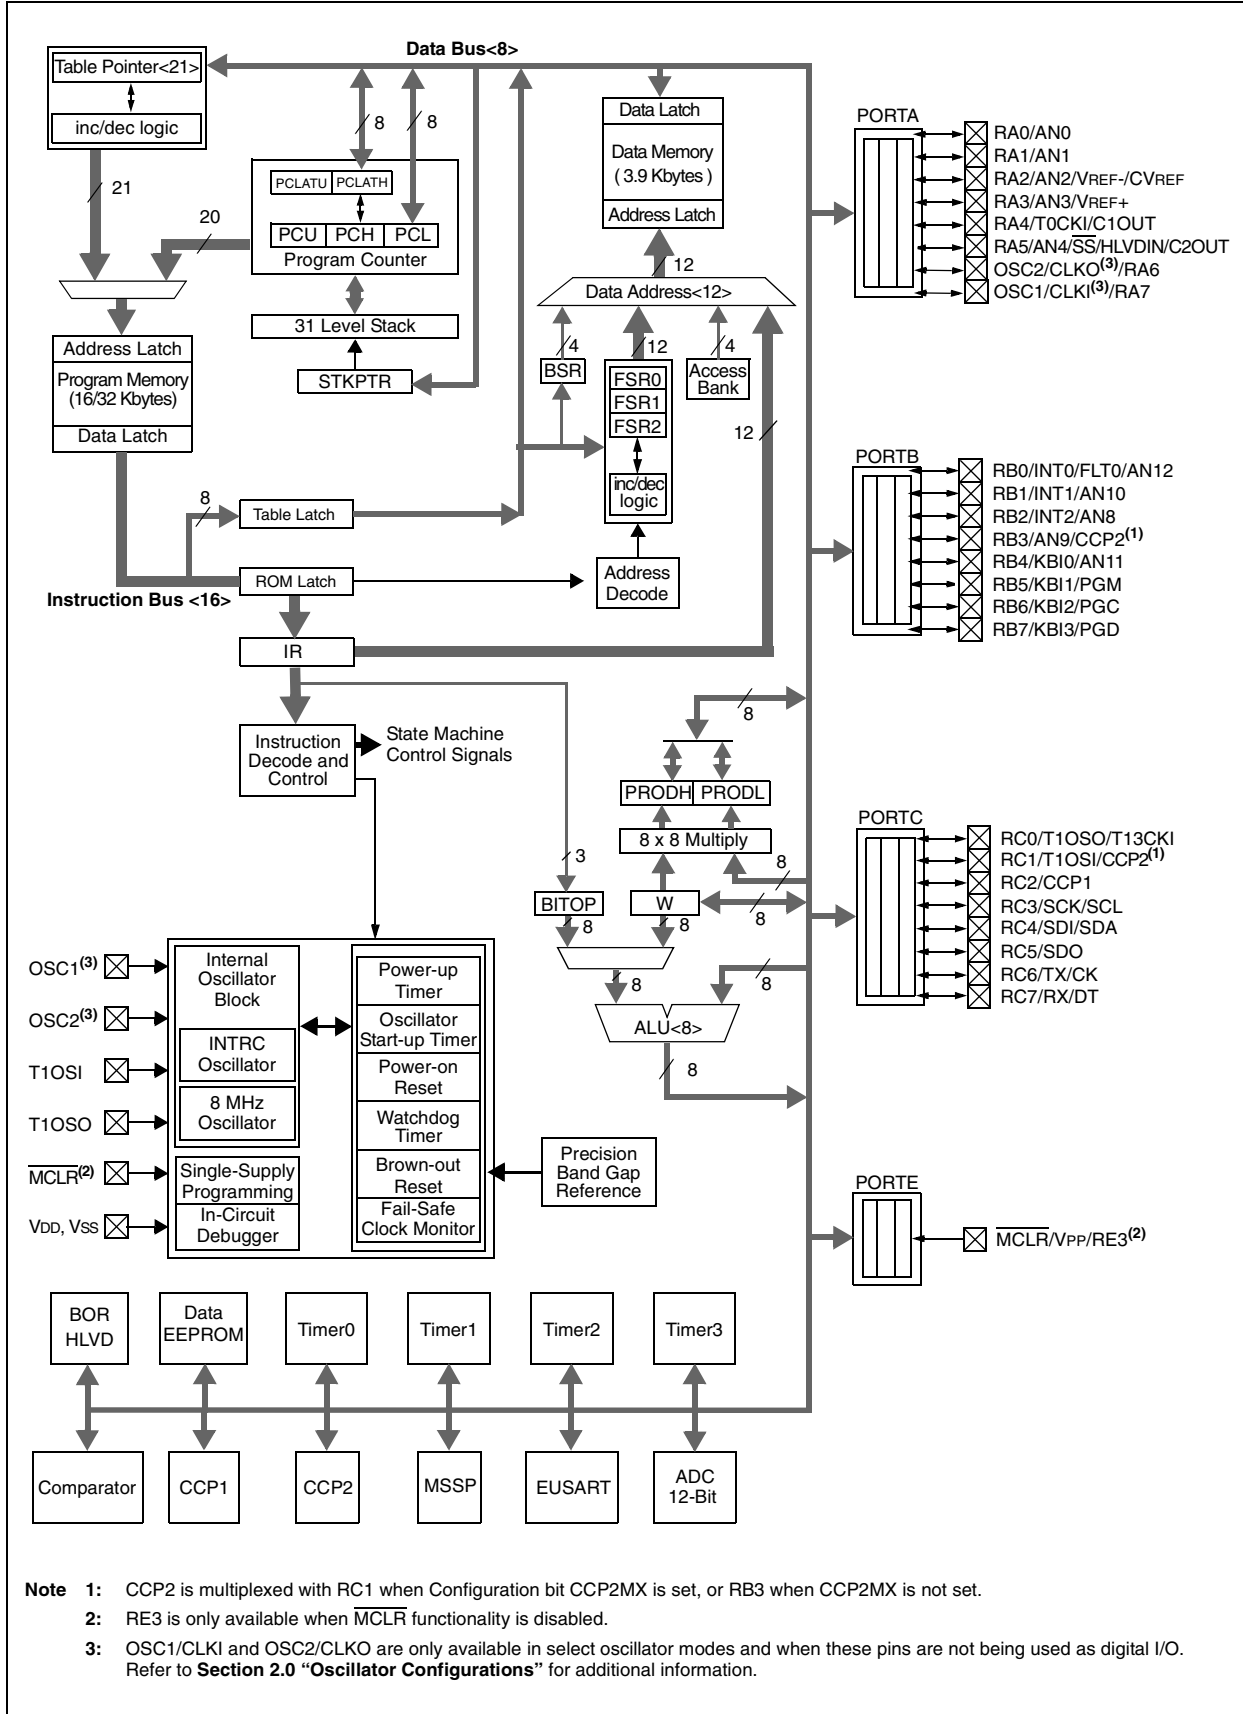 Data Bus<8>
Table Pointer<21>
inc/dec logic
21
20
8
8
PCLATU PCLATH
PCU PCH PCL
Program Counter
31 Level Stack
STKPTR
Address Latch
Program Memory
(16/32 Kbytes)
Data Latch
8
Table Latch
ROM Latch
Instruction Bus <16>
IR
Data Latch
Data Memory
( 3.9 Kbytes )
Address Latch
12
Data Address<12>
4
12
4
BSR
FSR0
FSR1
FSR2
inc/dec
logic
Access
Bank
12
Address
Decode
Instruction
Decode and
Control
State Machine
Control Signals
8
PRODH PRODL
8 x 8 Multiply
3
8
BITOP
W
8
8
8
8
8
ALU<8>
8
OSC1(3)
OSC2(3)
T1OSI
T1OSO
MCLR(2)
VDD, VSS
Internal
Oscillator
Block
INTRC
Oscillator
8 MHz
Oscillator
Single-Supply
Programming
In-Circuit
Debugger
Power-up
Timer
Oscillator
Start-up Timer
Power-on
Reset
Watchdog
Timer
Brown-out
Reset
Fail-Safe
Clock Monitor
Precision
Band Gap
Reference
PORTA
RA0/AN0
RA1/AN1
RA2/AN2/VREF-/CVREF
RA3/AN3/VREF+
RA4/T0CKI/C1OUT
RA5/AN4/SS/HLVDIN/C2OUT
OSC2/CLKO(3)/RA6
OSC1/CLKI(3)/RA7
PORTB
RB0/INT0/FLT0/AN12
RB1/INT1/AN10
RB2/INT2/AN8
RB3/AN9/CCP2(1)
RB4/KBI0/AN11
RB5/KBI1/PGM
RB6/KBI2/PGC
RB7/KBI3/PGD
PORTC
RC0/T1OSO/T13CKI
RC1/T1OSI/CCP2(1)
RC2/CCP1
RC3/SCK/SCL
RC4/SDI/SDA
RC5/SDO
RC6/TX/CK
RC7/RX/DT
PORTE
MCLR/VPP/RE3(2)
BOR
HLVD
Data
EEPROM
Timer0
Timer1
Timer2
Timer3
Comparator
CCP1
CCP2
MSSP
EUSART
ADC
12-Bit
Note 1: CCP2 is multiplexed with RC1 when Configuration bit CCP2MX is set, or RB3 when CCP2MX is not set.
2: RE3 is only available when MCLR functionality is disabled.
3: OSC1/CLKI and OSC2/CLKO are only available in select oscillator modes and when these pins are not being used as digital I/O.
Refer to Section 2.0 “Oscillator Configurations” for additional information.